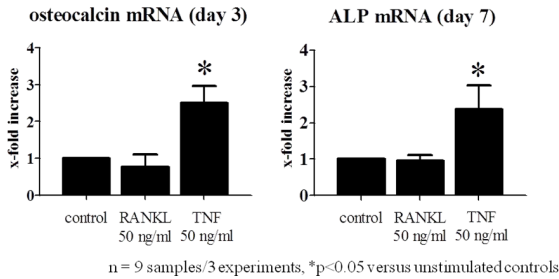 osteocalcin mRNA (day 3)
x-fold increase
4
3
2
1
0
*
control RANKL TNF
50 ng/ml 50 ng/ml
ALP mRNA (day 7)
x-fold increase
4
3
2
1
0
*
control RANKL TNF
50 ng/ml 50 ng/ml
n = 9 samples/3 experiments, *p<0.05 versus unstimulated controls